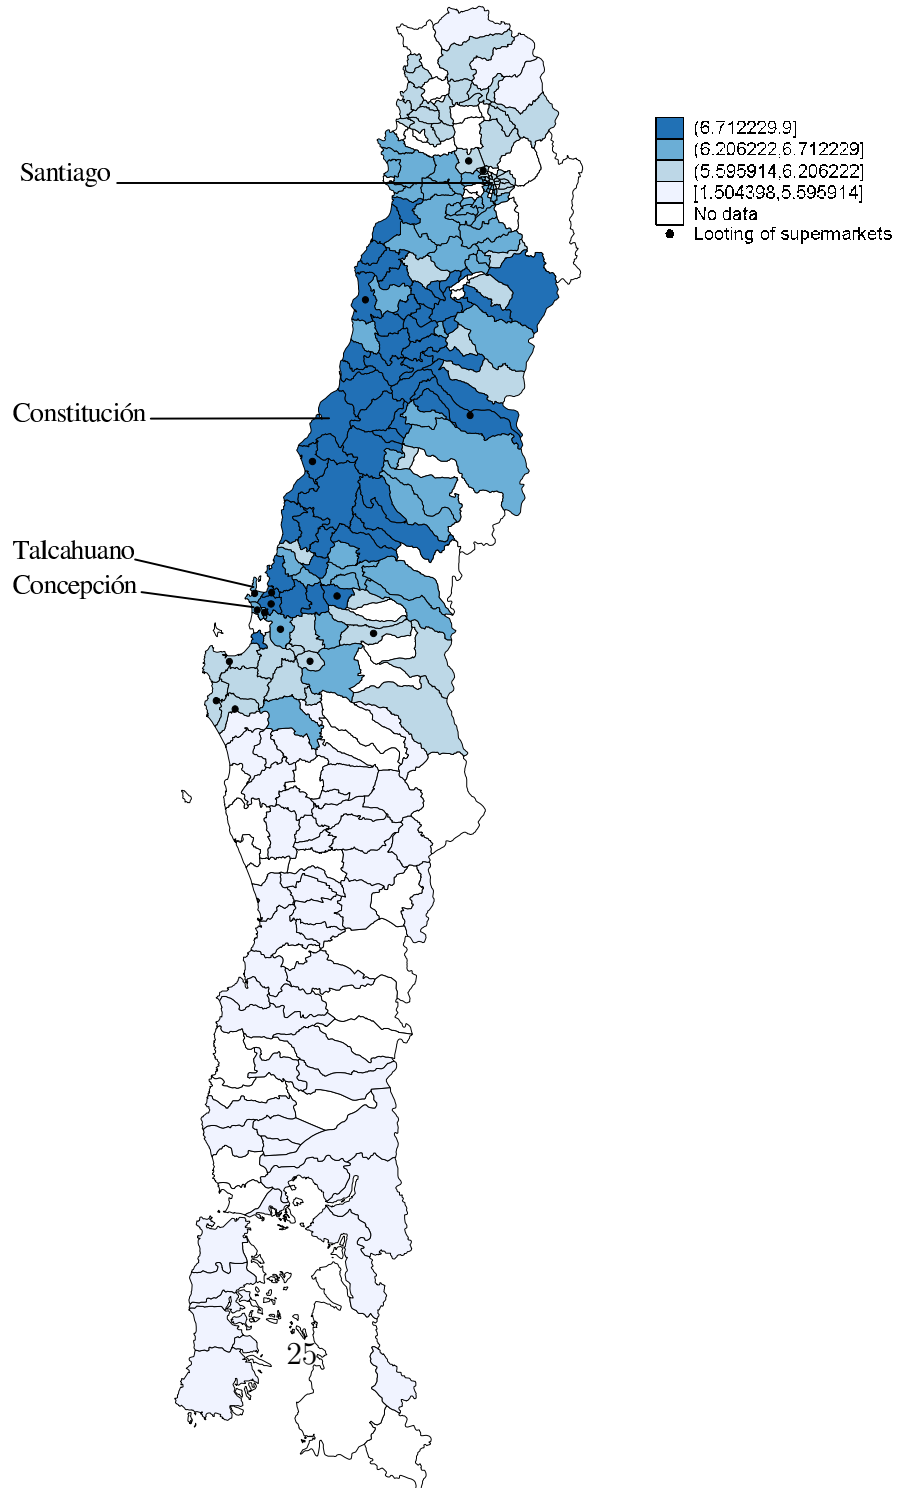 (6.712229.9]
(6.206222,6.712229]
(5.595914,6.206222]
[1.504398,5.595914]
No data
Looting of supermarkets
Santiago
Constitución
Talcahuano
Concepción
25